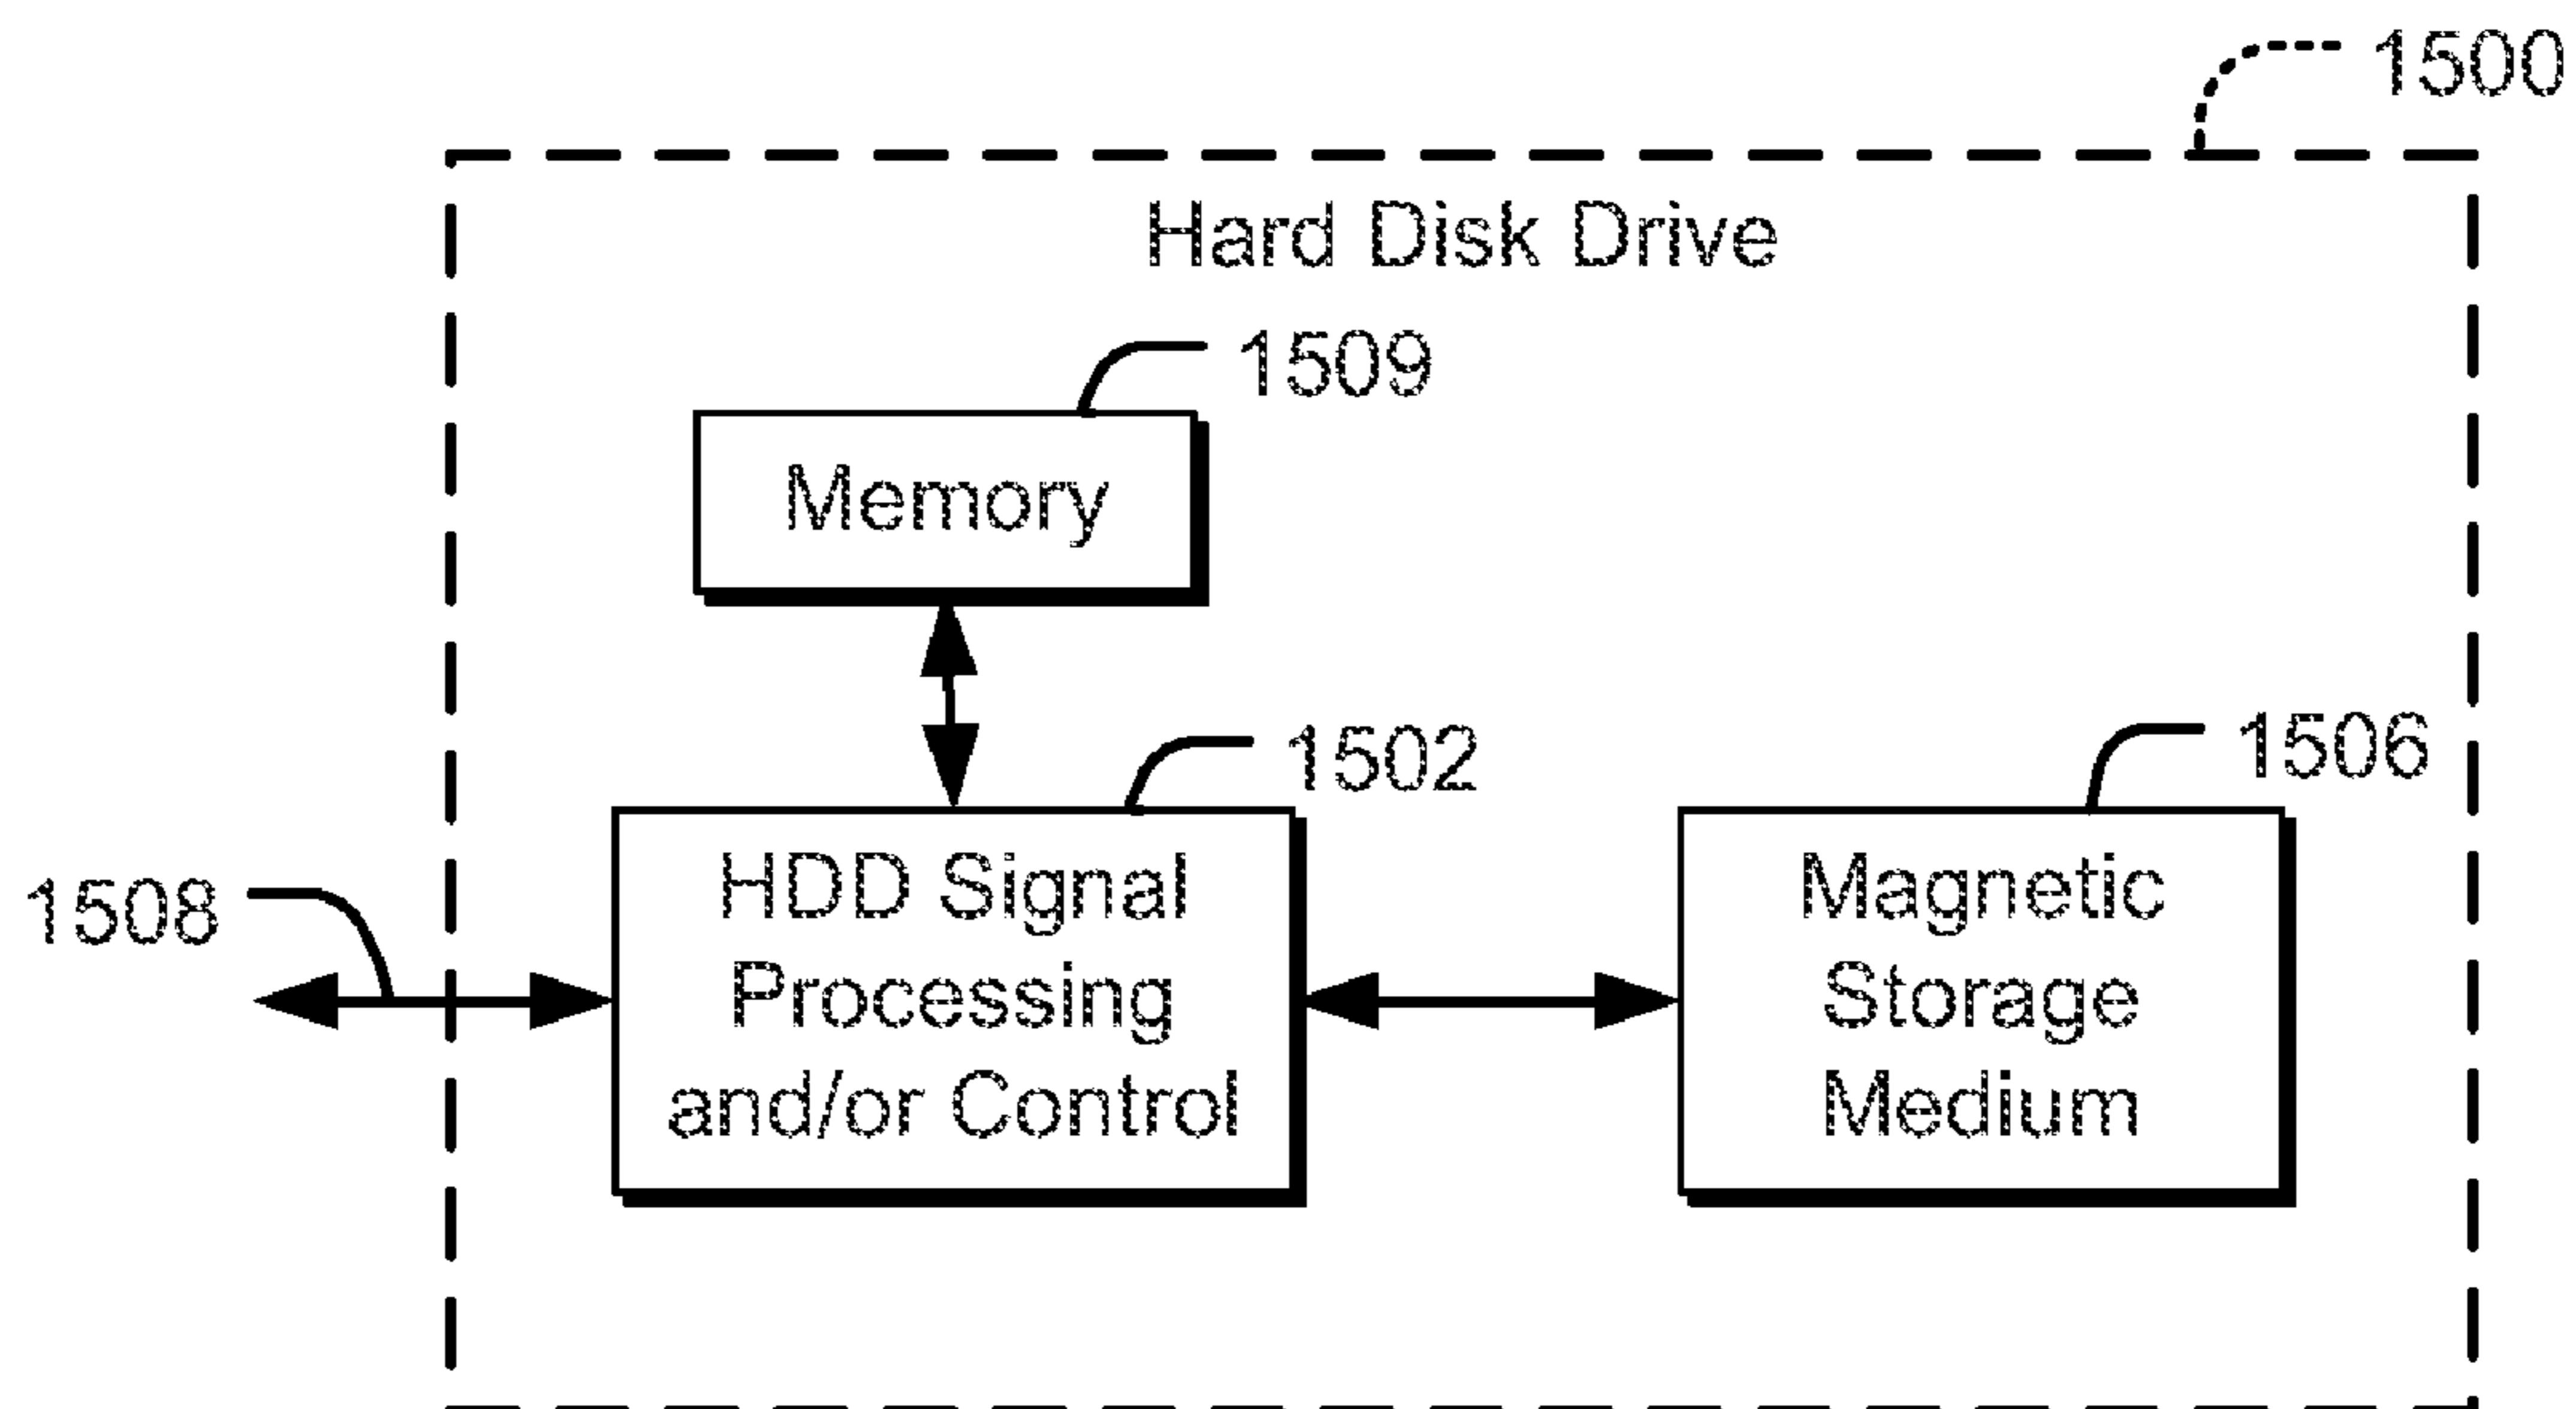 1500
Hard Disk Drive
1509
Memory
1502
1506
1508
HDD Signal
Processing
and/or Control
Magnetic
Storage
Medium